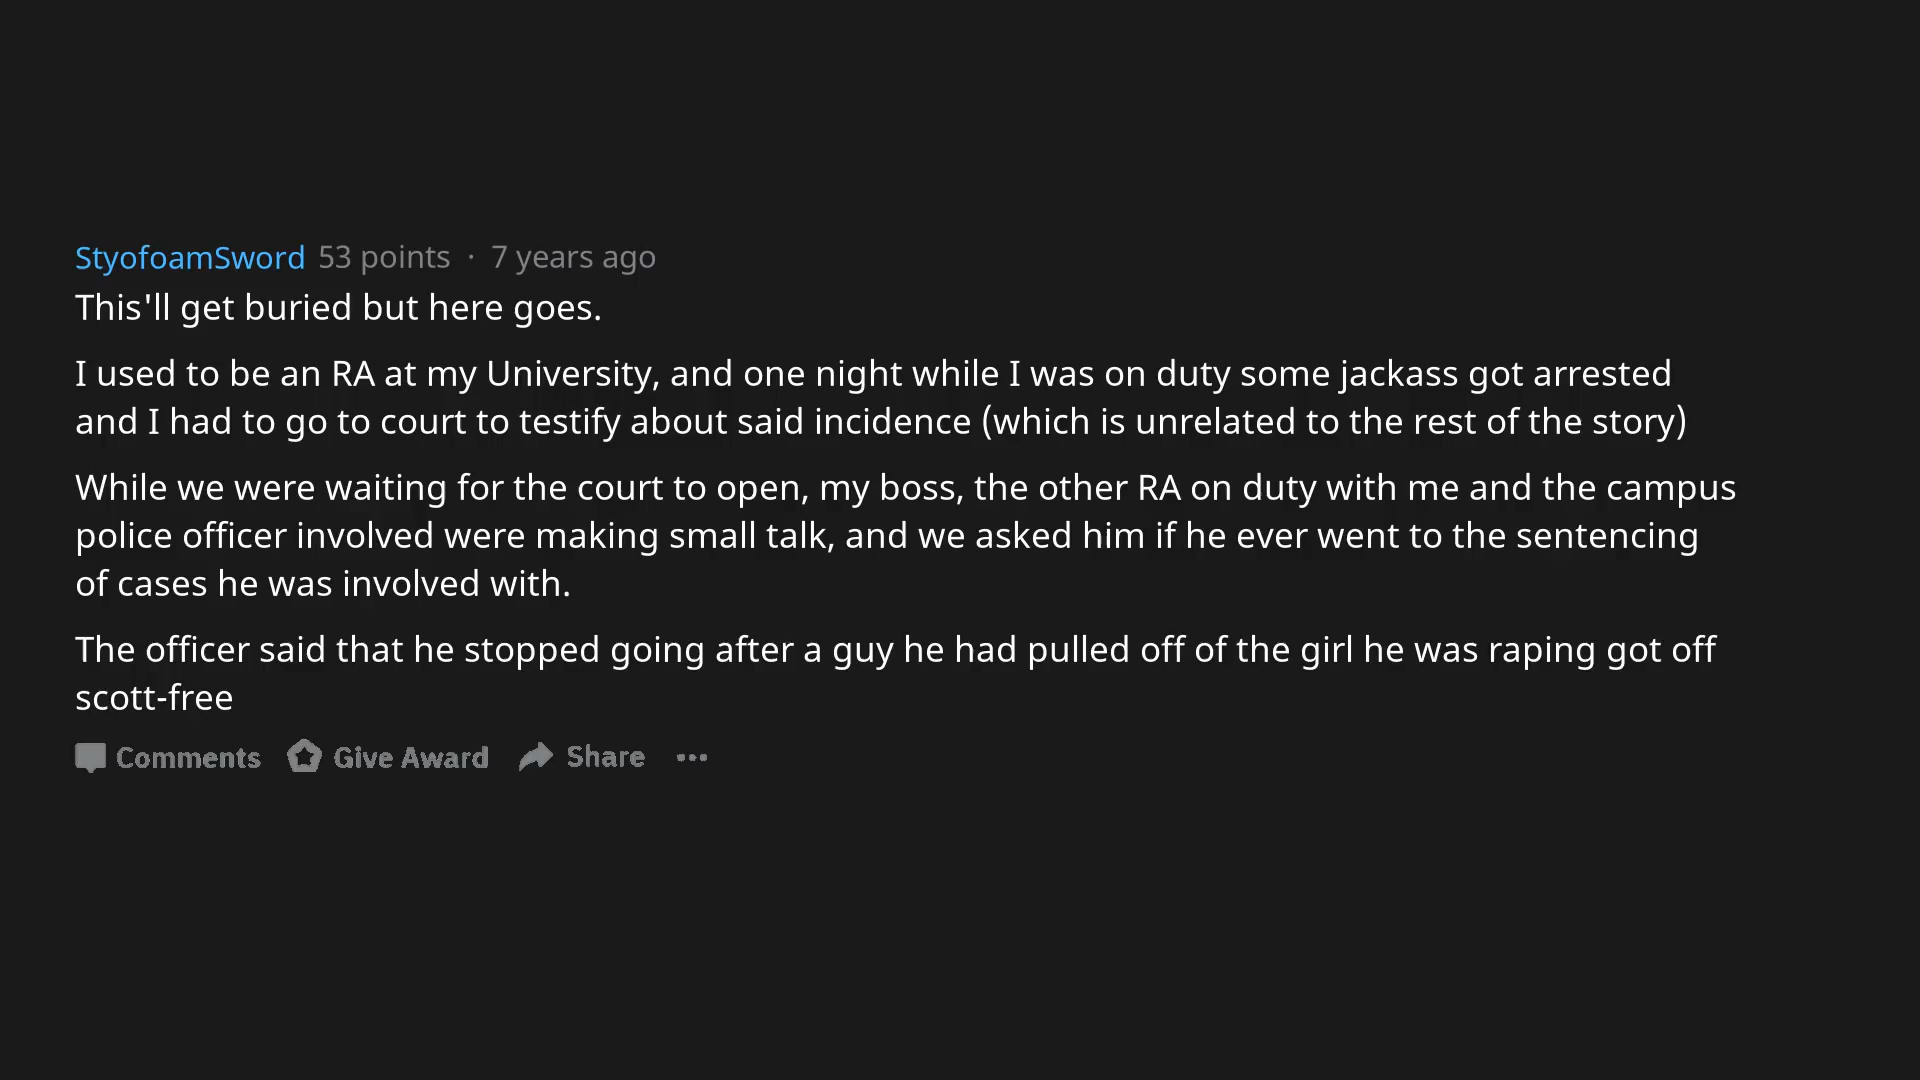 StyofoamSword 53 points · 7 years ago
This'll get buried but here goes.
I used to be an RA at my University, and one night while I was on duty some jackass got arrested
and I had to go to court to testify about said incidence (which is unrelated to the rest of the story)
While we were waiting for the court to open, my boss, the other RA on duty with me and the campus
police officer involved were making small talk, and we asked him if he ever went to the sentencing
of cases he was involved with.
The officer said that he stopped going after a guy he had pulled off of the girl he was raping got off
scott-free
Comments Give Award Share ···